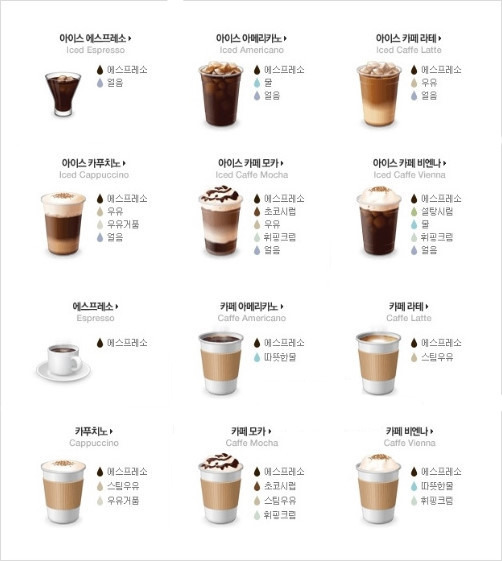 아이스 에스프레소
Iced Espresso
에스프레소
얼음
아이스 아메리카노
Iced Americano
에스프레소
물
얼음
아이스 카페 라테
Iced Caffe Latte
에스프레소
우유
얼음
아이스 카푸치노
Iced Cappuccino
에스프레소
우유
우유거품
얼음
아이스 카페 모카
Iced Caffe Mocha
에스프레소
초코시럽
우유
휘핑크림
얼음
아이스 카페 비엔나
Iced Caffe Vienna
에스프레소
설탕시럽
물
휘핑크림
얼음
에스프레소
Espresso
에스프레소
카페 아메리카노
Caffe Americano
에스프레소
따뜻한물
카페 라테
Caffe Latte
에스프레소
스팀우유
카푸치노
Cappuccino
에스프레소
스팀우유
우유거품
카페 모카
Caffe Mocha
에스프레소
초코시럽
스팀우유
휘핑크림
카페 비엔나
Caffe Vienna
에스프레소
따뜻한물
휘핑크림